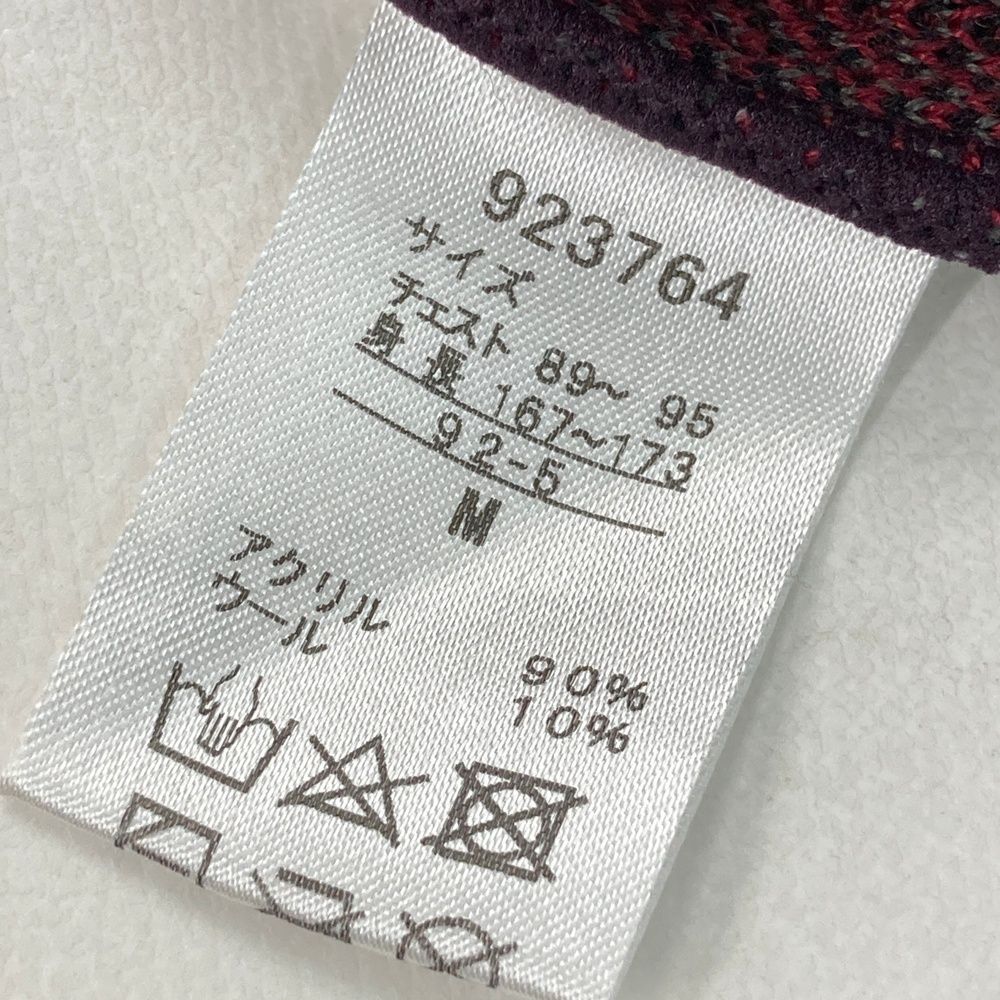 923764
サイズ
チェスト 89~ 95
身 長 167~173
92-5
M
アクリル 90%
ウール 10%